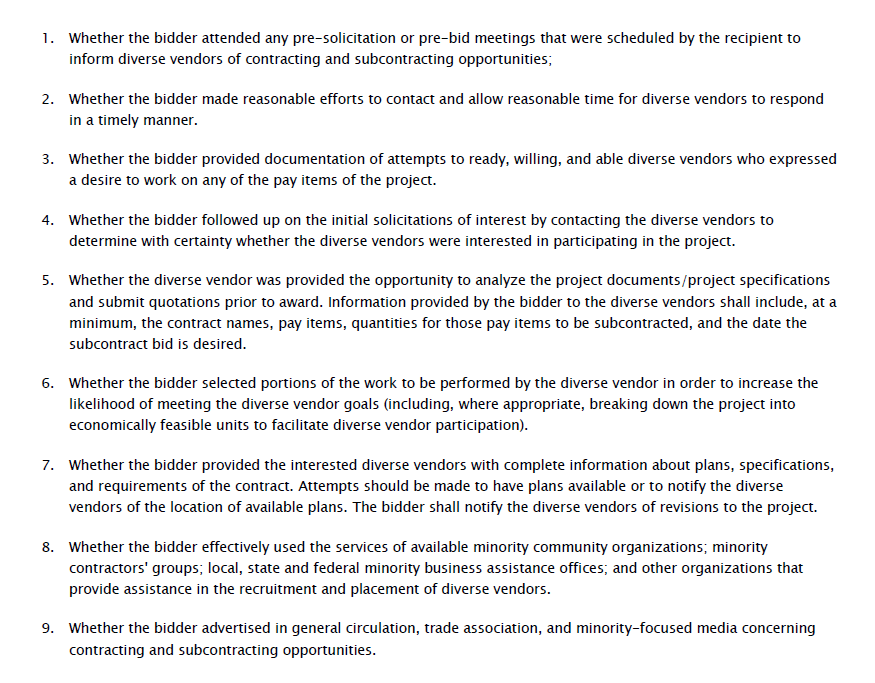 1. Whether the bidder attended any pre-solicitation or pre-bid meetings that were scheduled by the recipient to
inform diverse vendors of contracting and subcontracting opportunities;
2. Whether the bidder made reasonable efforts to contact and allow reasonable time for diverse vendors to respond
in a timely manner.
3. Whether the bidder provided documentation of attempts to ready, willing, and able diverse vendors who expressed
a desire to work on any of the pay items of the project.
4. Whether the bidder followed up on the initial solicitations of interest by contacting the diverse vendors to
determine with certainty whether the diverse vendors were interested in participating in the project.
5. Whether the diverse vendor was provided the opportunity to analyze the project documents/project specifications
and submit quotations prior to award. Information provided by the bidder to the diverse vendors shall include, at a
minimum, the contract names, pay items, quantities for those pay items to be subcontracted, and the date the
subcontract bid is desired.
6. Whether the bidder selected portions of the work to be performed by the diverse vendor in order to increase the
likelihood of meeting the diverse vendor goals (including, where appropriate, breaking down the project into
economically feasible units to facilitate diverse vendor participation).
7. Whether the bidder provided the interested diverse vendors with complete information about plans, specifications,
and requirements of the contract. Attempts should be made to have plans available or to notify the diverse
vendors of the location of available plans. The bidder shall notify the diverse vendors of revisions to the project.
8. Whether the bidder effectively used the services of available minority community organizations; minority
contractors' groups; local, state and federal minority business assistance offices; and other organizations that
provide assistance in the recruitment and placement of diverse vendors.
9. Whether the bidder advertised in general circulation, trade association, and minority-focused media concerning
contracting and subcontracting opportunities.